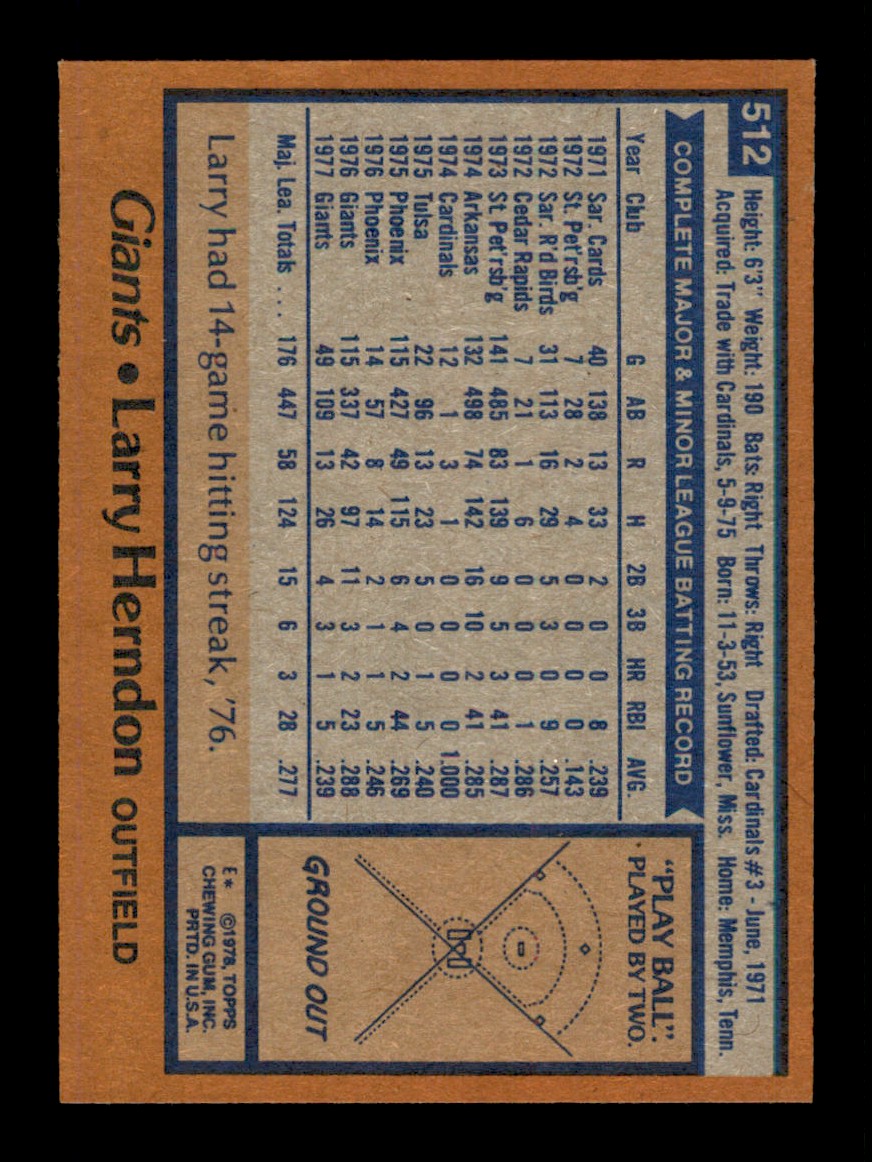 512
Height: 6'3" Weight: 190 Bats: Right Throws: Right Drafted: Cardinals #3 - June, 1971
Acquired: Trade with Cardinals, 5-9-75 Born: 11-3-53, Sunflower, Miss. Home: Memphis, Tenn.
COMPLETE MAJOR & MINOR LEAGUE BATTING RECORD
Year Club G AB R H 2B 3B HR RBI AVG.
1971 Sar. Cards 40 138 13 33 2 0 0 8 .239
1972 St. Pet'rsb'g 7 28 2 4 0 0 0 0 .143
1972 Sar. R'd Birds 31 113 16 29 5 3 0 9 .257
1972 Cedar Rapids 7 21 1 6 0 0 0 1 .286
1973 St. Pet'rsb'g 141 485 83 139 9 5 3 41 .287
1974 Arkansas 132 498 74 142 16 10 2 41 .285
1974 Cardinals 12 1 3 1 0 0 0 0 1.000
1975 Tulsa 22 96 13 23 5 0 1 5 .240
1975 Phoenix 115 427 49 115 6 4 2 44 .269
1976 Phoenix 14 57 8 14 2 1 1 5 .246
1976 Giants 115 337 42 97 11 3 2 23 .288
1977 Giants 49 109 13 26 4 3 1 5 .239
Maj. Lea. Totals . . . 176 447 58 124 15 6 3 28 .277
Larry had 14-game hitting streak, '76.
"PLAY BALL".
PLAYED BY TWO.
GROUND OUT
E* ©1978, TOPPS
CHEWING GUM, INC.
PRTD. IN U.S.A.
Giants • Larry Herndon OUTFIELD